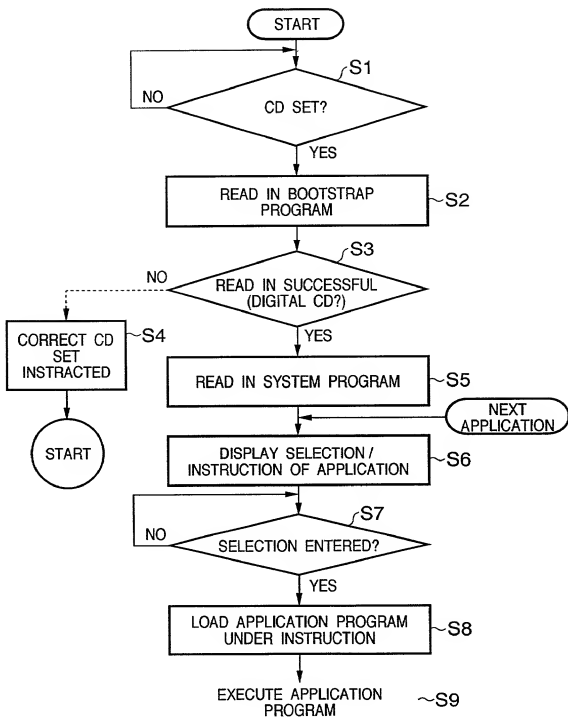 START
S1
NO
CD SET?
YES
READ IN BOOTSTRAP
PROGRAM
S2
S3
NO
READ IN SUCCESSFUL
(DIGITAL CD?)
S4
CORRECT CD
SET
INSTRACTED
YES
READ IN SYSTEM PROGRAM
S5
START
NEXT
APPLICATION
DISPLAY SELECTION /
INSTRUCTION OF APPLICATION
S6
S7
NO
SELECTION ENTERED?
YES
LOAD APPLICATION PROGRAM
UNDER INSTRUCTION
S8
EXECUTE APPLICATION
PROGRAM
S9